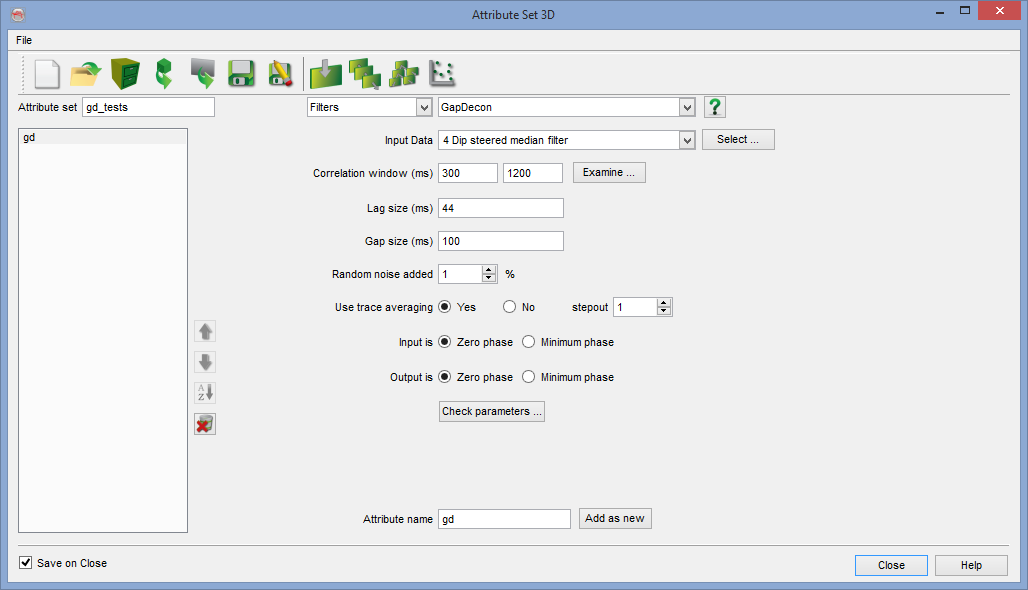 Attribute Set 3D
File
Attribute set gd_tests Filters GapDecon ?
gd
Input Data 4 Dip steered median filter Select ...
Correlation window (ms) 300 1200 Examine ...
Lag size (ms) 44
Gap size (ms) 100
Random noise added 1 %
Use trace averaging Yes No stepout 1
Input is Zero phase Minimum phase
Output is Zero phase Minimum phase
A
Z
Check parameters ...
Attribute name gd Add as new
Save on Close
Close Help